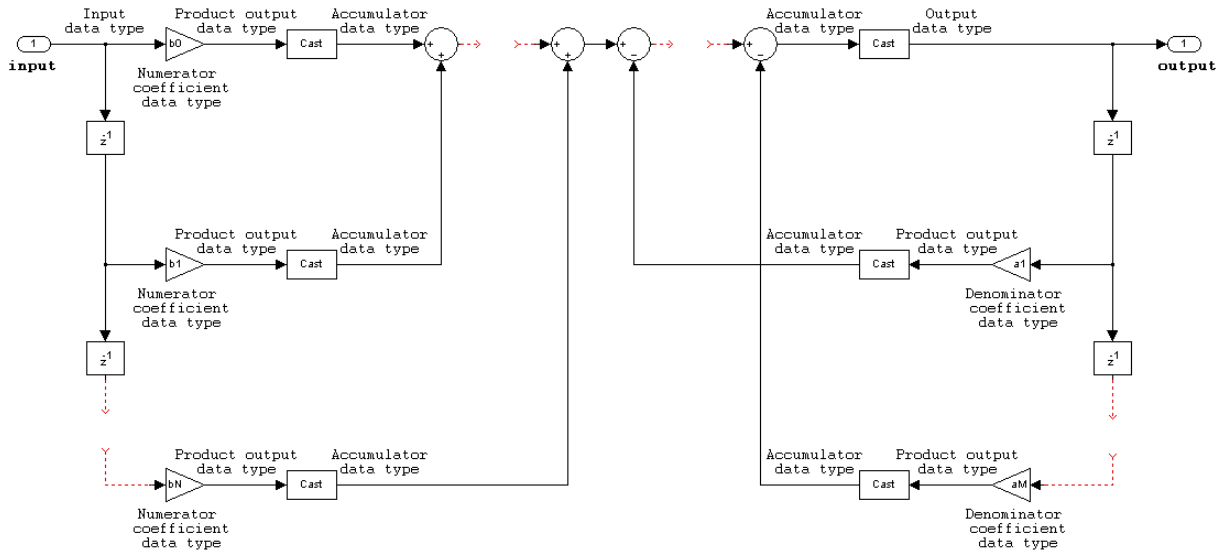 Input
data type
Product output
data type
Accumulator
data type
Accumulator
data type
Output
data type
1
b0
Cast
+
+
+
+
+
−
+
−
Cast
1
input
output
Numerator
coefficient
data type
z-1
z-1
Product output
data type
Accumulator
data type
Accumulator
data type
Product output
data type
b1
Cast
Cast
a1
Numerator
coefficient
data type
Denominator
coefficient
data type
z-1
z-1
Product output
data type
Accumulator
data type
Accumulator
data type
Product output
data type
bN
Cast
Cast
aM
Numerator
coefficient
data type
Denominator
coefficient
data type